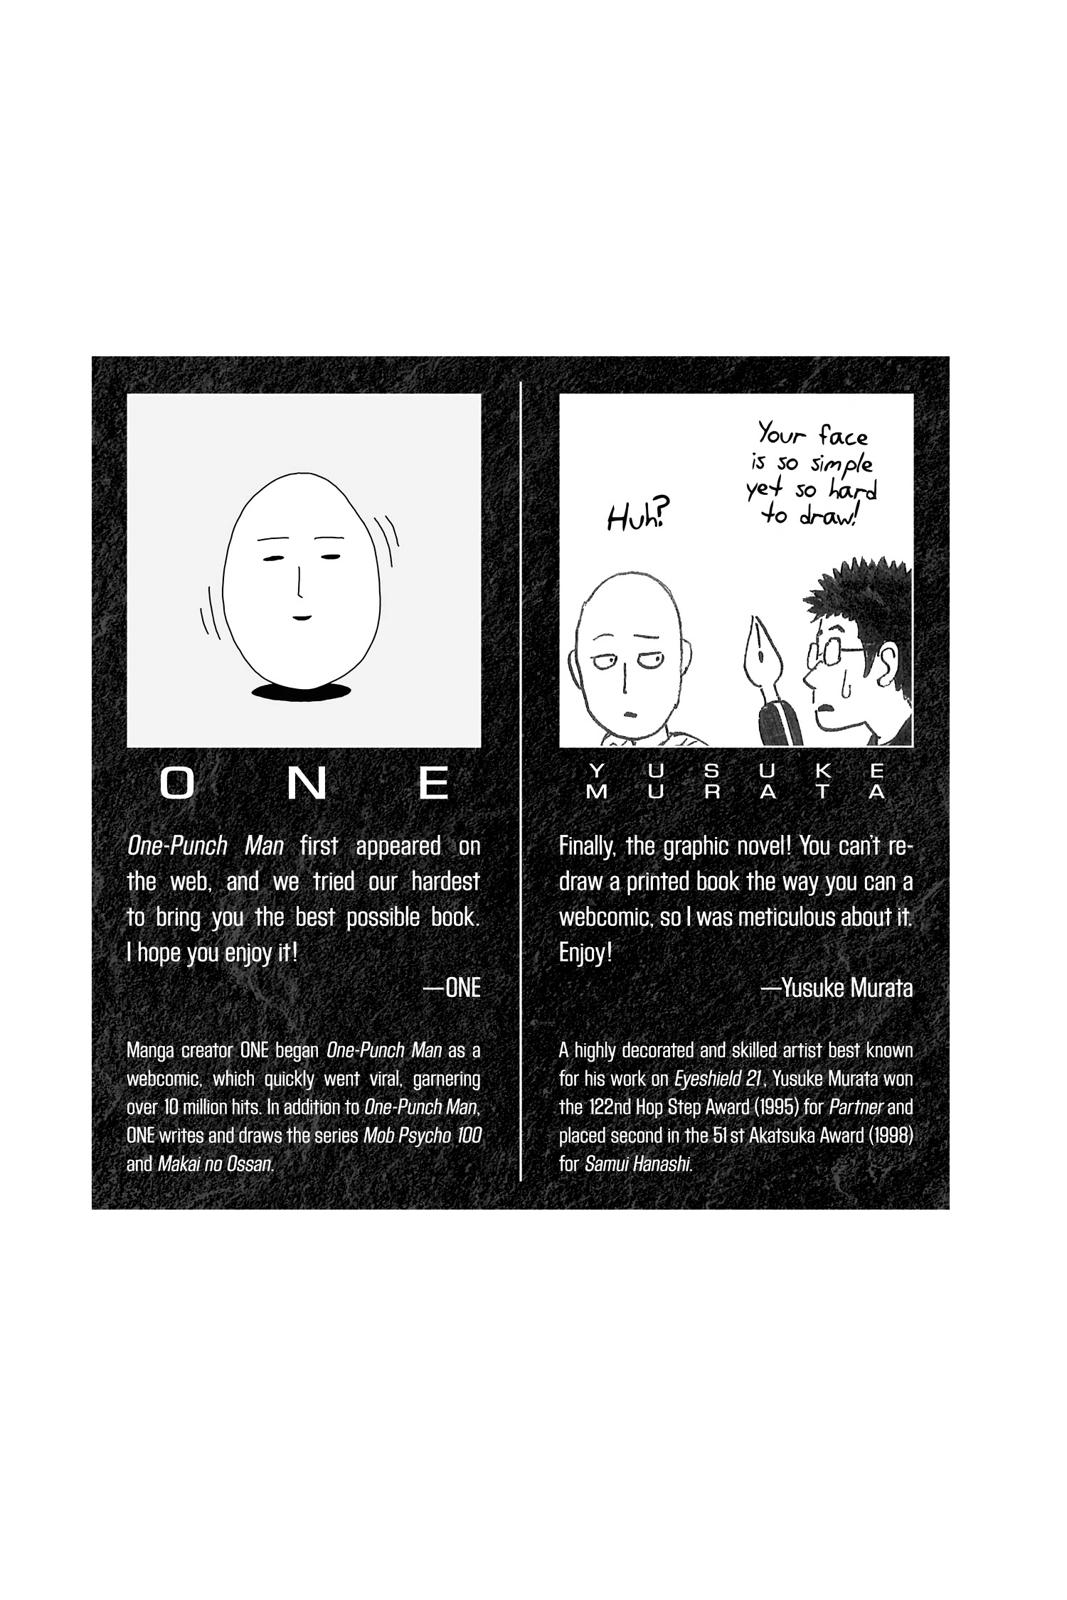 Your face
is so simple
yet so hard
to draw!
Huh?
ONE
One-Punch Man first appeared on
the web, and we tried our hardest
to bring you the best possible book.
I hope you enjoy it!
—ONE
Manga creator ONE began One-Punch Man as a
webcomic, which quickly went viral, garnering
over 10 million hits. In addition to One-Punch Man,
ONE writes and draws the series Mob Psycho 100
and Makai no Ossan.
YUSUKE
MURATA
Finally, the graphic novel! You can't re-
draw a printed book the way you can a
webcomic, so I was meticulous about it.
Enjoy!
—Yusuke Murata
A highly decorated and skilled artist best known
for his work on Eyeshield 21, Yusuke Murata won
the 122nd Hop Step Award (1995) for Partner and
placed second in the 51st Akatsuka Award (1998)
for Samui Hanashi.